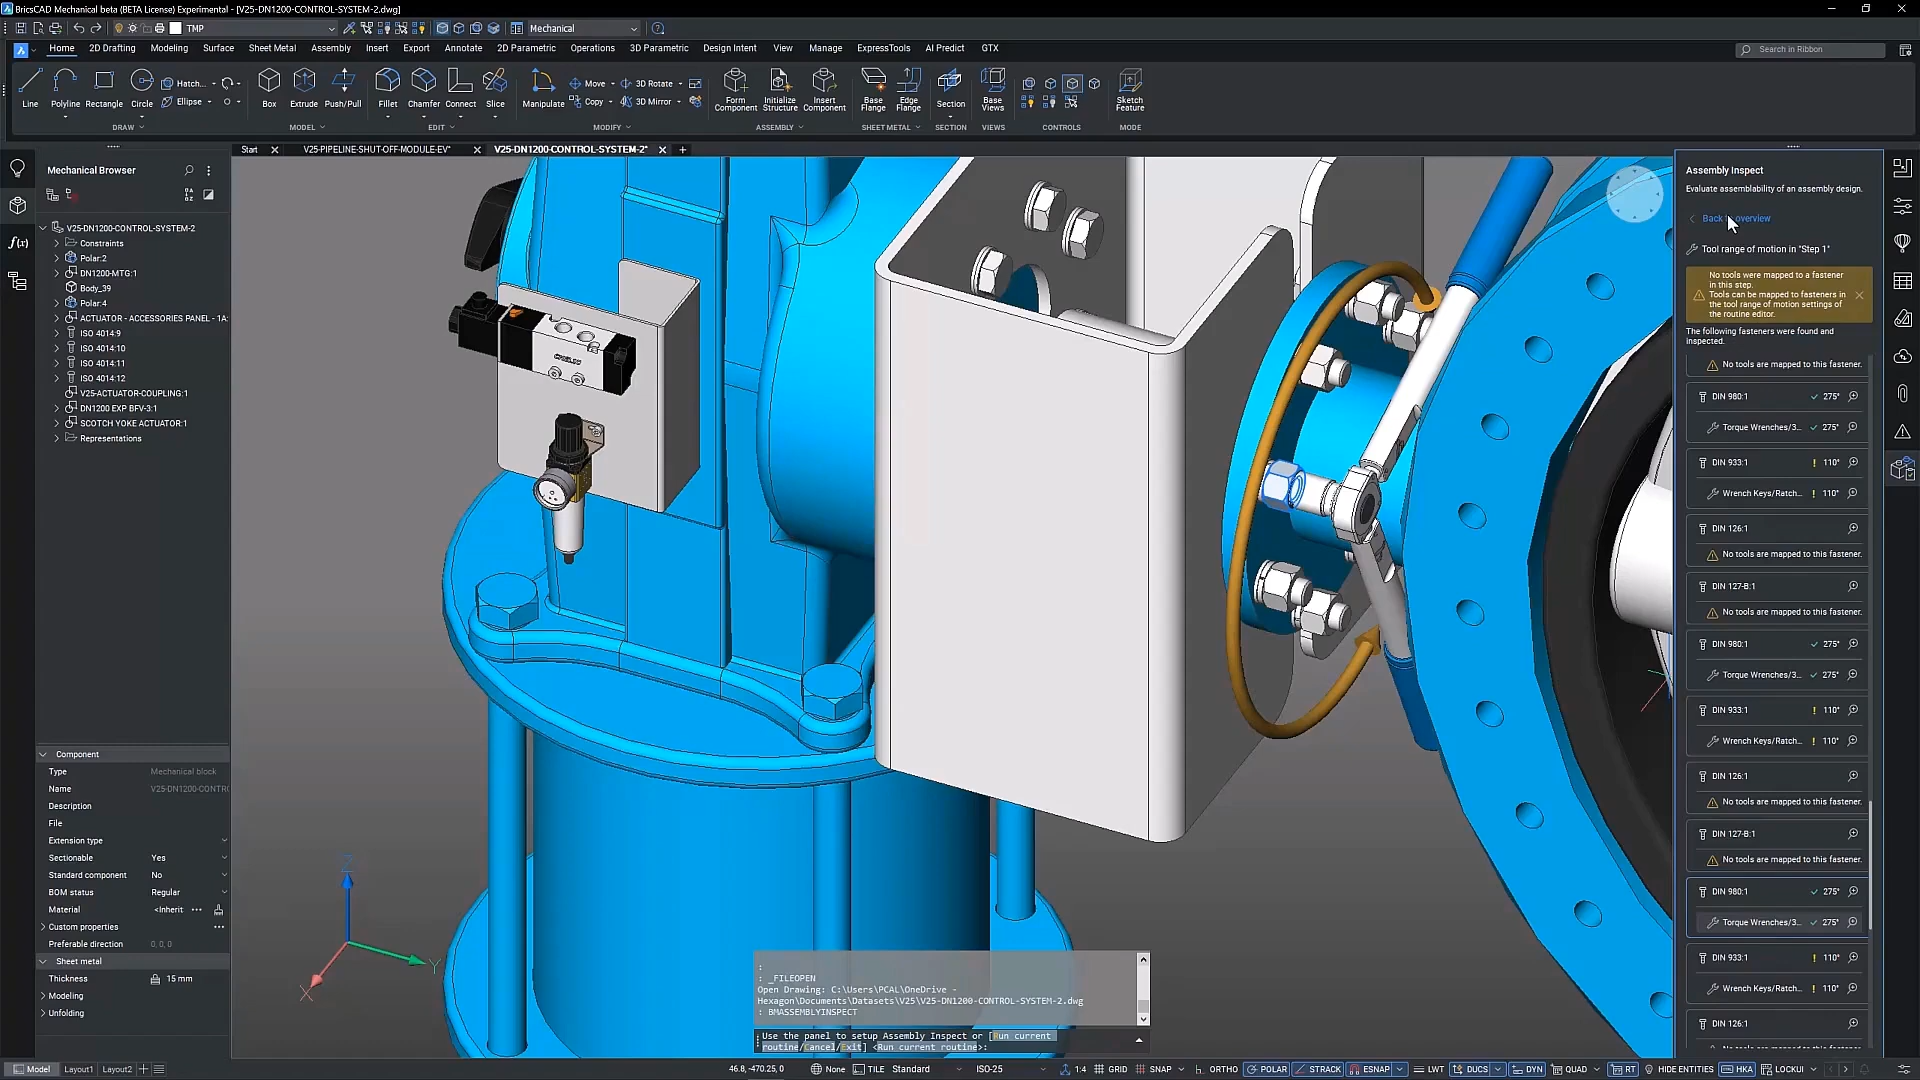 BricsCAD Mechanical beta (BETA License) Experimental - [V25-DN1200-CONTROL-SYSTEM-2.dwg]
TMP
Mechanical
Home 2D Drafting Modeling Surface Sheet Metal Assembly Insert Export Annotate 2D Parametric Operations 3D Parametric Design Intent View Manage ExpressTools AI Predict GTX
Search in Ribbon
Line Polyline Rectangle Circle
Hatch...
Ellipse
Box Extrude Push/Pull
Fillet Chamfer Connect Slice
Manipulate
Move
Copy
3D Rotate
3D Mirror
Form Component
Initialize Structure
Insert Component
Base Flange
Edge Flange
Section
Base Views
Sketch Feature
DRAW MODEL EDIT MODIFY ASSEMBLY SHEET METAL SECTION VIEWS CONTROLS MODE
Start V25-PIPELINE-SHUT-OFF-MODULE-EV* V25-DN1200-CONTROL-SYSTEM-2*
Mechanical Browser
f(x)
V25-DN1200-CONTROL-SYSTEM-2
Constraints
Polar:2
DN1200-MTG:1
Body_39
Polar:4
ACTUATOR - ACCESSORIES PANEL - 1A:
ISO 4014:9
ISO 4014:10
ISO 4014:11
ISO 4014:12
V25-ACTUATOR-COUPLING:1
DN1200 EXP BFV-3:1
SCOTCH YOKE ACTUATOR:1
Representations
Component
Type Mechanical block
Name V25-DN1200-CONTR
Description
File
Extension type
Sectionable Yes
Standard component No
BOM status Regular
Material <Inherit
Custom properties
Preferable direction 0, 0, 0
Sheet metal
Thickness 15 mm
Modeling
Unfolding
Z
Y
X
:
: _FILEOPEN
Open Drawing: C:\Users\PCAL\OneDrive -
Hexagon\Documents\Datasets\V25\V25-DN1200-CONTROL-SYSTEM-2.dwg
: BMASSEMBLYINSPECT
Use the panel to setup Assembly Inspect or [Run current
routine/Cancel/Exit] <Run current routine>:
Assembly Inspect
Evaluate assemblability of an assembly design.
Back overview
Tool range of motion in "Step 1"
No tools were mapped to a fastener
in this step.
Tools can be mapped to fasteners in
the tool range of motion settings of
the routine editor.
The following fasteners were found and
inspected.
No tools are mapped to this fastener.
DIN 980:1 275°
Torque Wrenches/3... 275°
DIN 933:1 ! 110°
Wrench Keys/Ratch... ! 110°
DIN 126:1
No tools are mapped to this fastener.
DIN 127-B:1
No tools are mapped to this fastener.
DIN 980:1 275°
Torque Wrenches/3... 275°
DIN 933:1 ! 110°
Wrench Keys/Ratch... ! 110°
DIN 126:1
No tools are mapped to this fastener.
DIN 127-B:1
No tools are mapped to this fastener.
DIN 980:1 275°
Torque Wrenches/3... 275°
DIN 933:1 ! 110°
Wrench Keys/Ratch... ! 110°
DIN 126:1
Model Layout1 Layout2
46.8, -470.25, 0 None TILE Standard ISO-25 1:4 GRID SNAP ORTHO POLAR STRACK ESNAP LWT DUCS DYN QUAD RT HIDE ENTITIES HKA LOCKUI